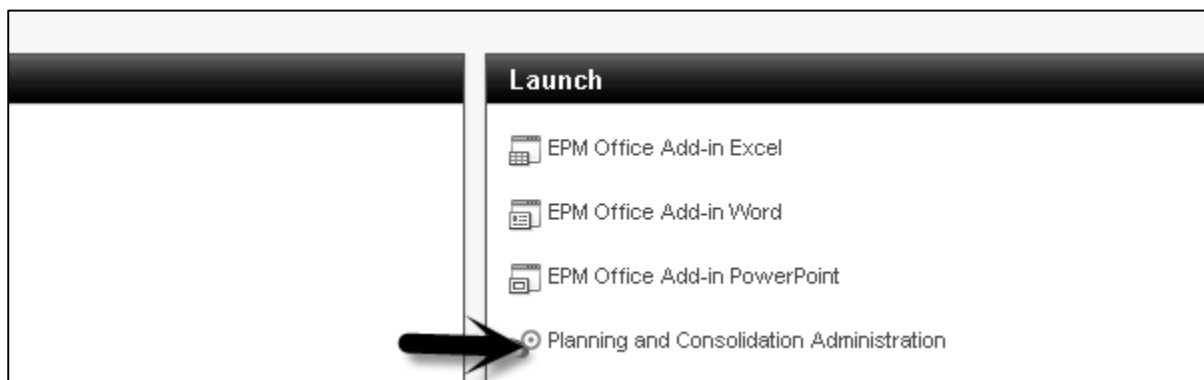 Launch
EPM Office Add-in Excel
EPM Office Add-in Word
EPM Office Add-in PowerPoint
Planning and Consolidation Administration